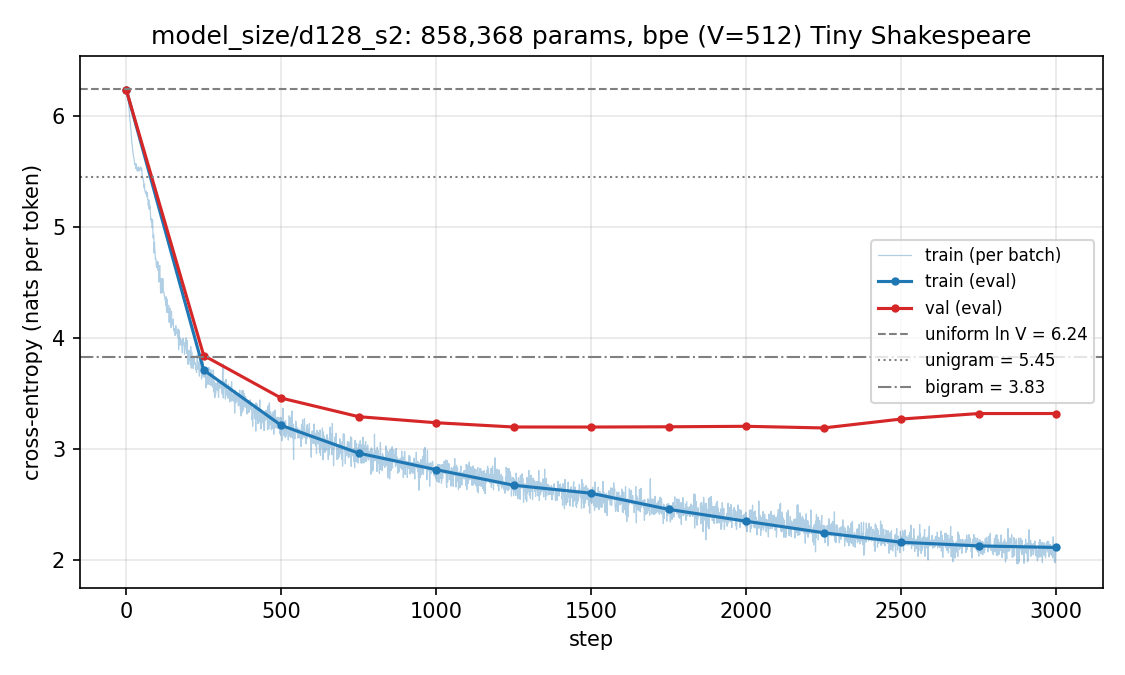 model_size/d128_s2: 858,368 params, bpe (V=512) Tiny Shakespeare
cross-entropy (nats per token)
6
5
4
3
2
train (per batch)
train (eval)
val (eval)
uniform ln V = 6.24
unigram = 5.45
bigram = 3.83
0 500 1000 1500 2000 2500 3000
step